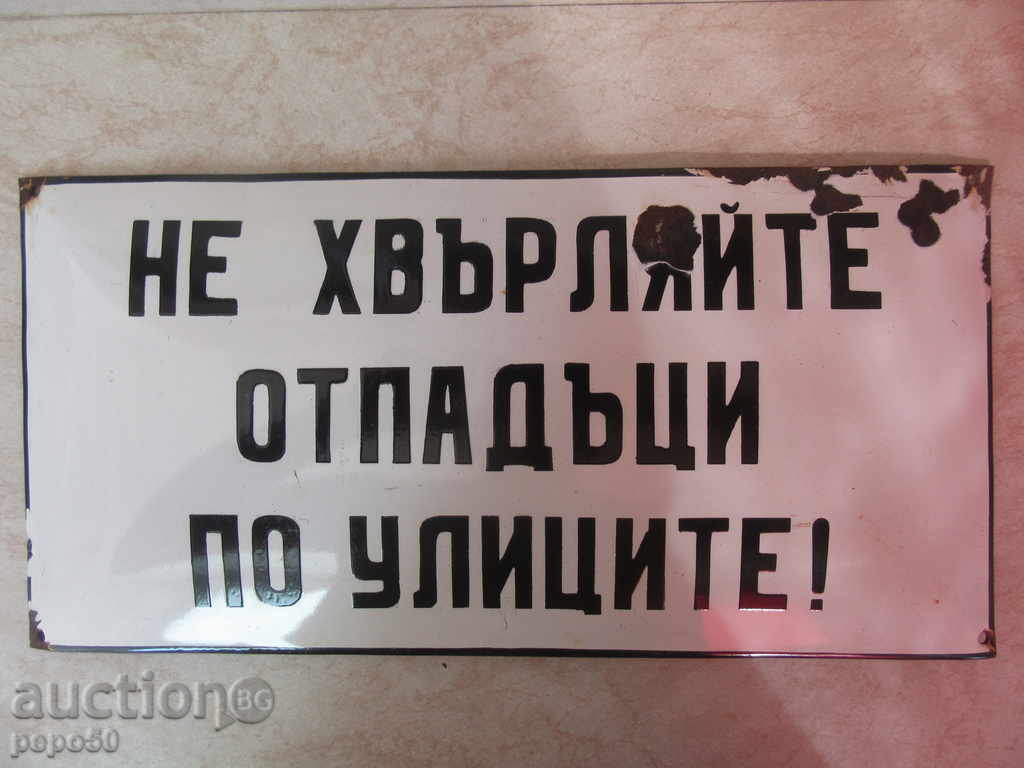 НЕ ХВЪРЛЯЙТЕ
ОТПАДЪЦИ
ПО УЛИЦИТЕ!
auction BG
pepo50